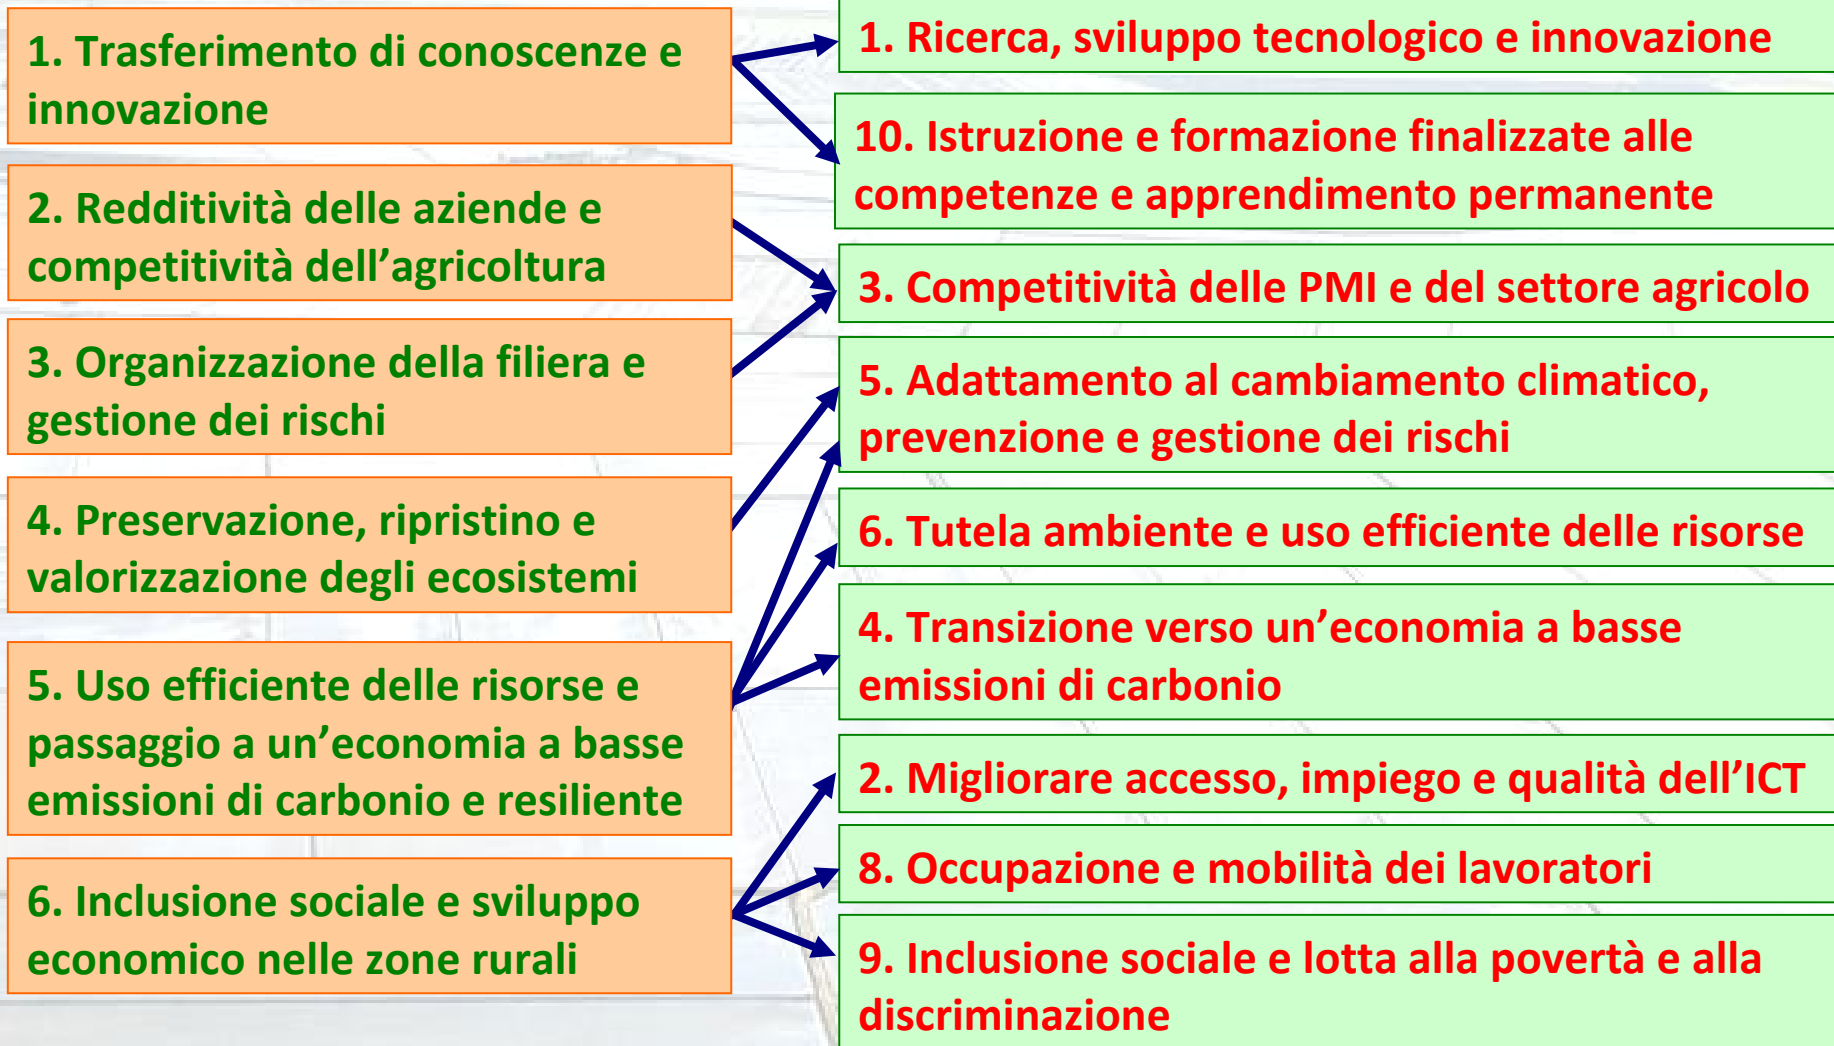 1. Trasferimento di conoscenze e
innovazione
2. Redditività delle aziende e
competitività dell’agricoltura
3. Organizzazione della filiera e
gestione dei rischi
4. Preservazione, ripristino e
valorizzazione degli ecosistemi
5. Uso efficiente delle risorse e
passaggio a un’economia a basse
emissioni di carbonio e resiliente
6. Inclusione sociale e sviluppo
economico nelle zone rurali
1. Ricerca, sviluppo tecnologico e innovazione
10. Istruzione e formazione finalizzate alle
competenze e apprendimento permanente
3. Competitività delle PMI e del settore agricolo
5. Adattamento al cambiamento climatico,
prevenzione e gestione dei rischi
6. Tutela ambiente e uso efficiente delle risorse
4. Transizione verso un’economia a basse
emissioni di carbonio
2. Migliorare accesso, impiego e qualità dell’ICT
8. Occupazione e mobilità dei lavoratori
9. Inclusione sociale e lotta alla povertà e alla
discriminazione